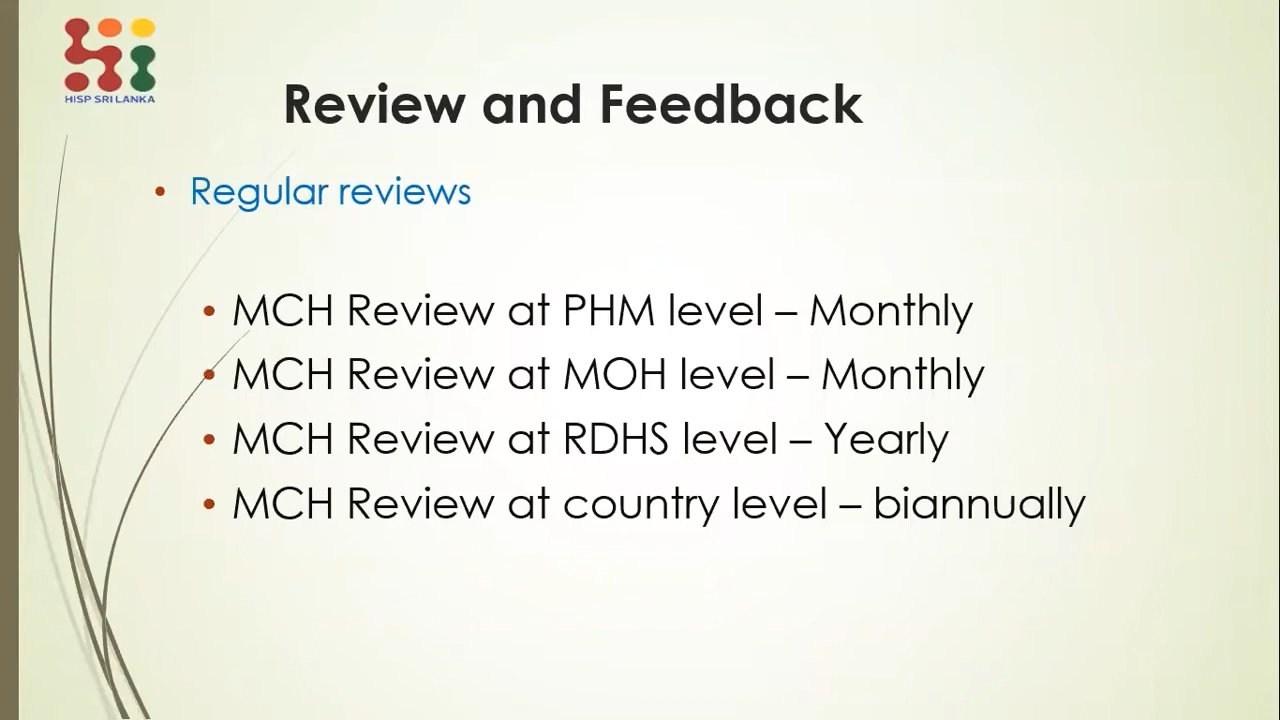 HISP SRI LANKA
Review and Feedback
• Regular reviews
• MCH Review at PHM level – Monthly
• MCH Review at MOH level – Monthly
• MCH Review at RDHS level – Yearly
• MCH Review at country level – biannually